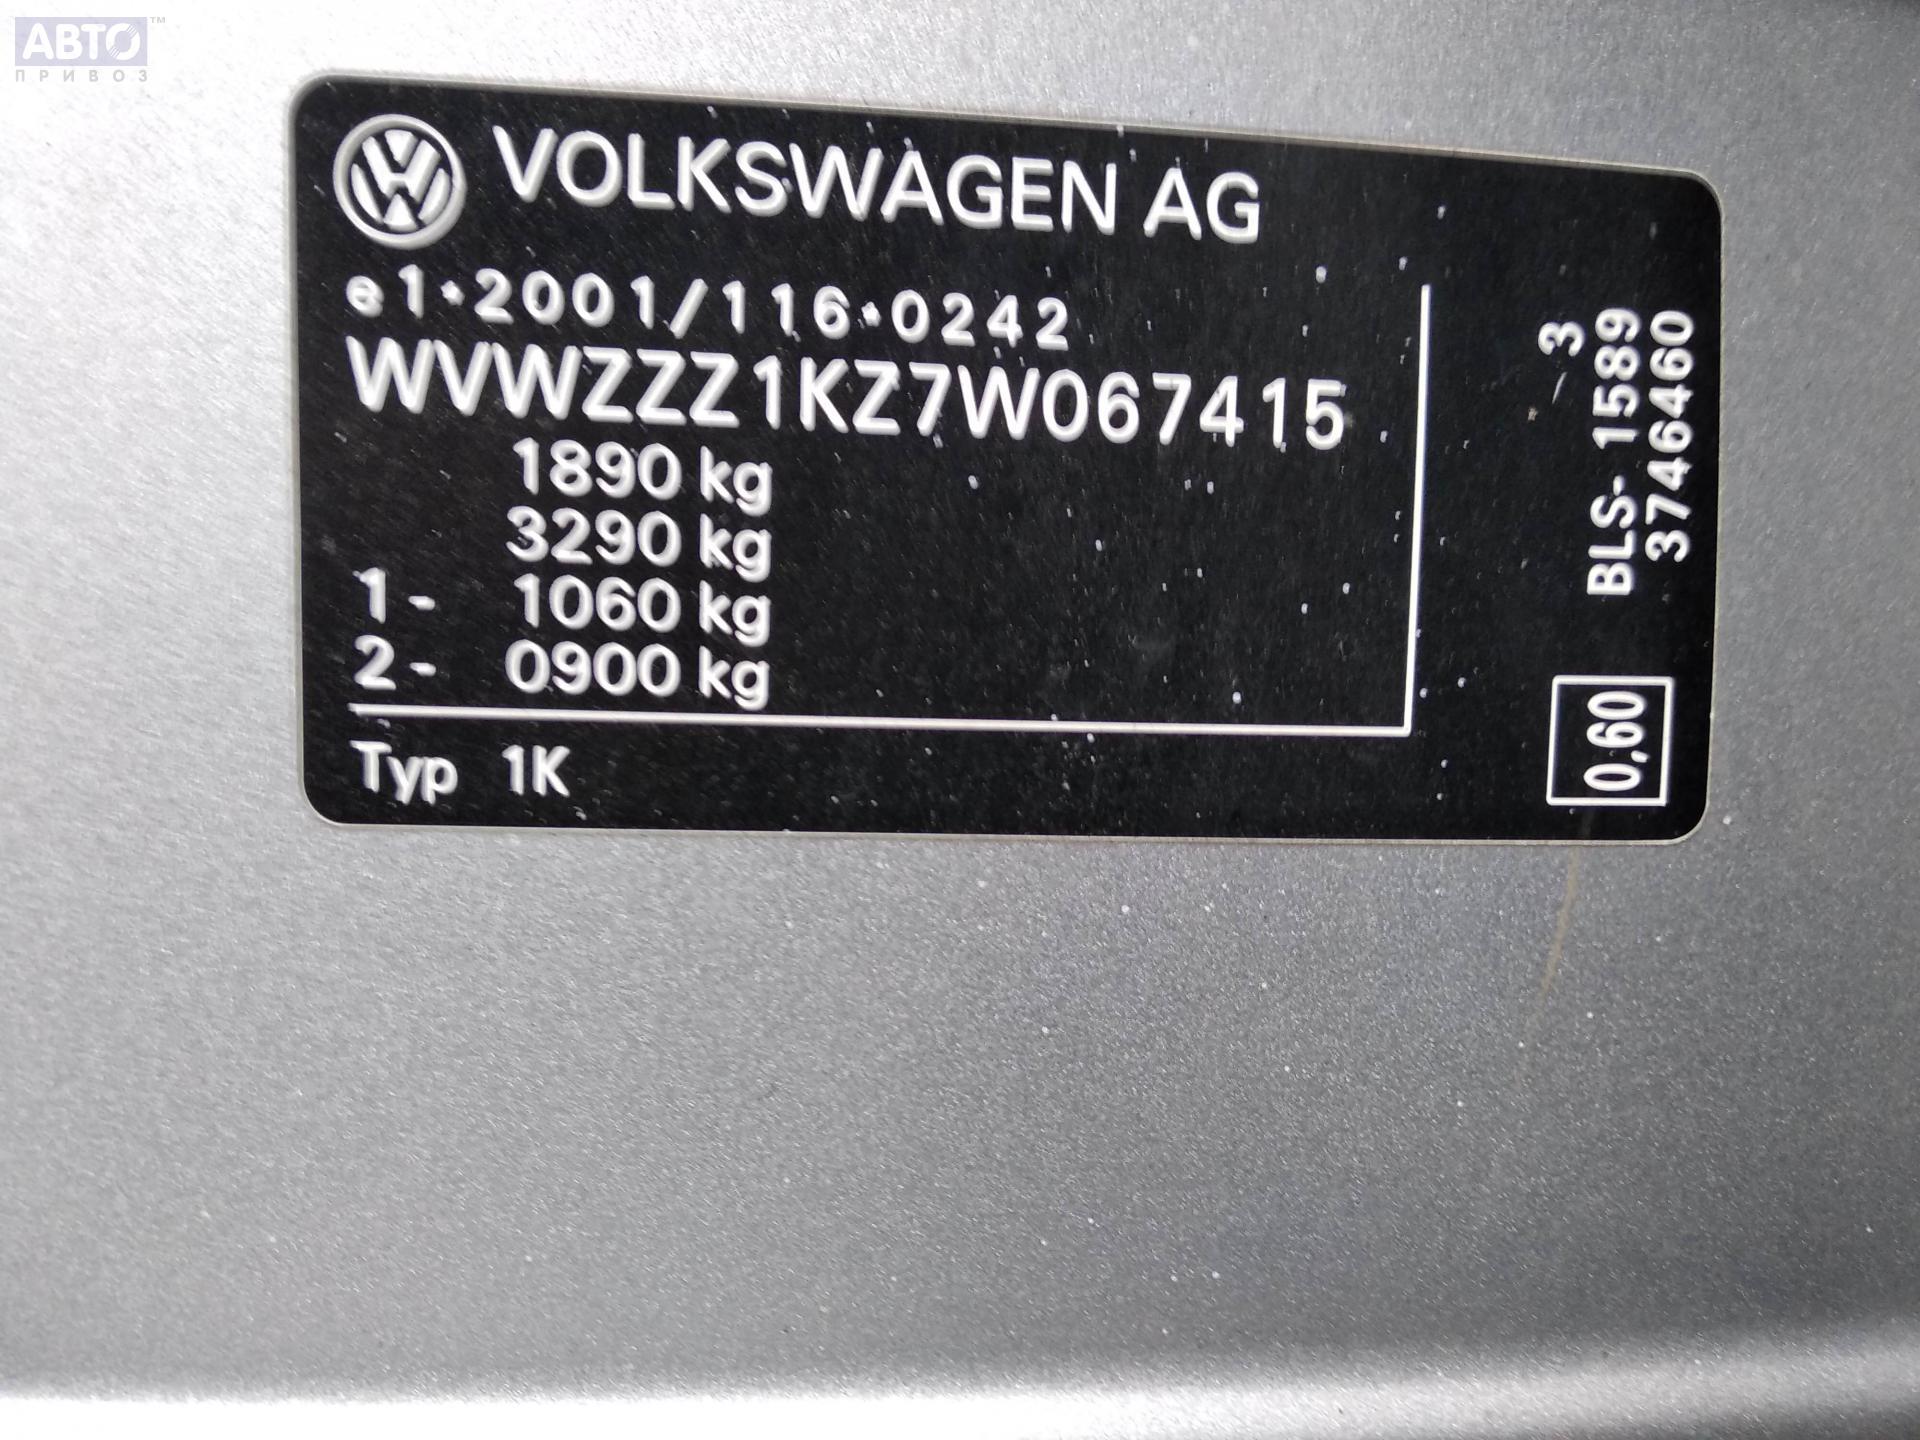 АВТО™
ПРИВОЗ
VOLKSWAGEN AG
e1*2001/116*0242
WVWZZZ1KZ7W067415
1890 kg
3290 kg
1- 1060 kg
2- 0900 kg
Typ 1K
3
BLS- 1589
3746460
0,60